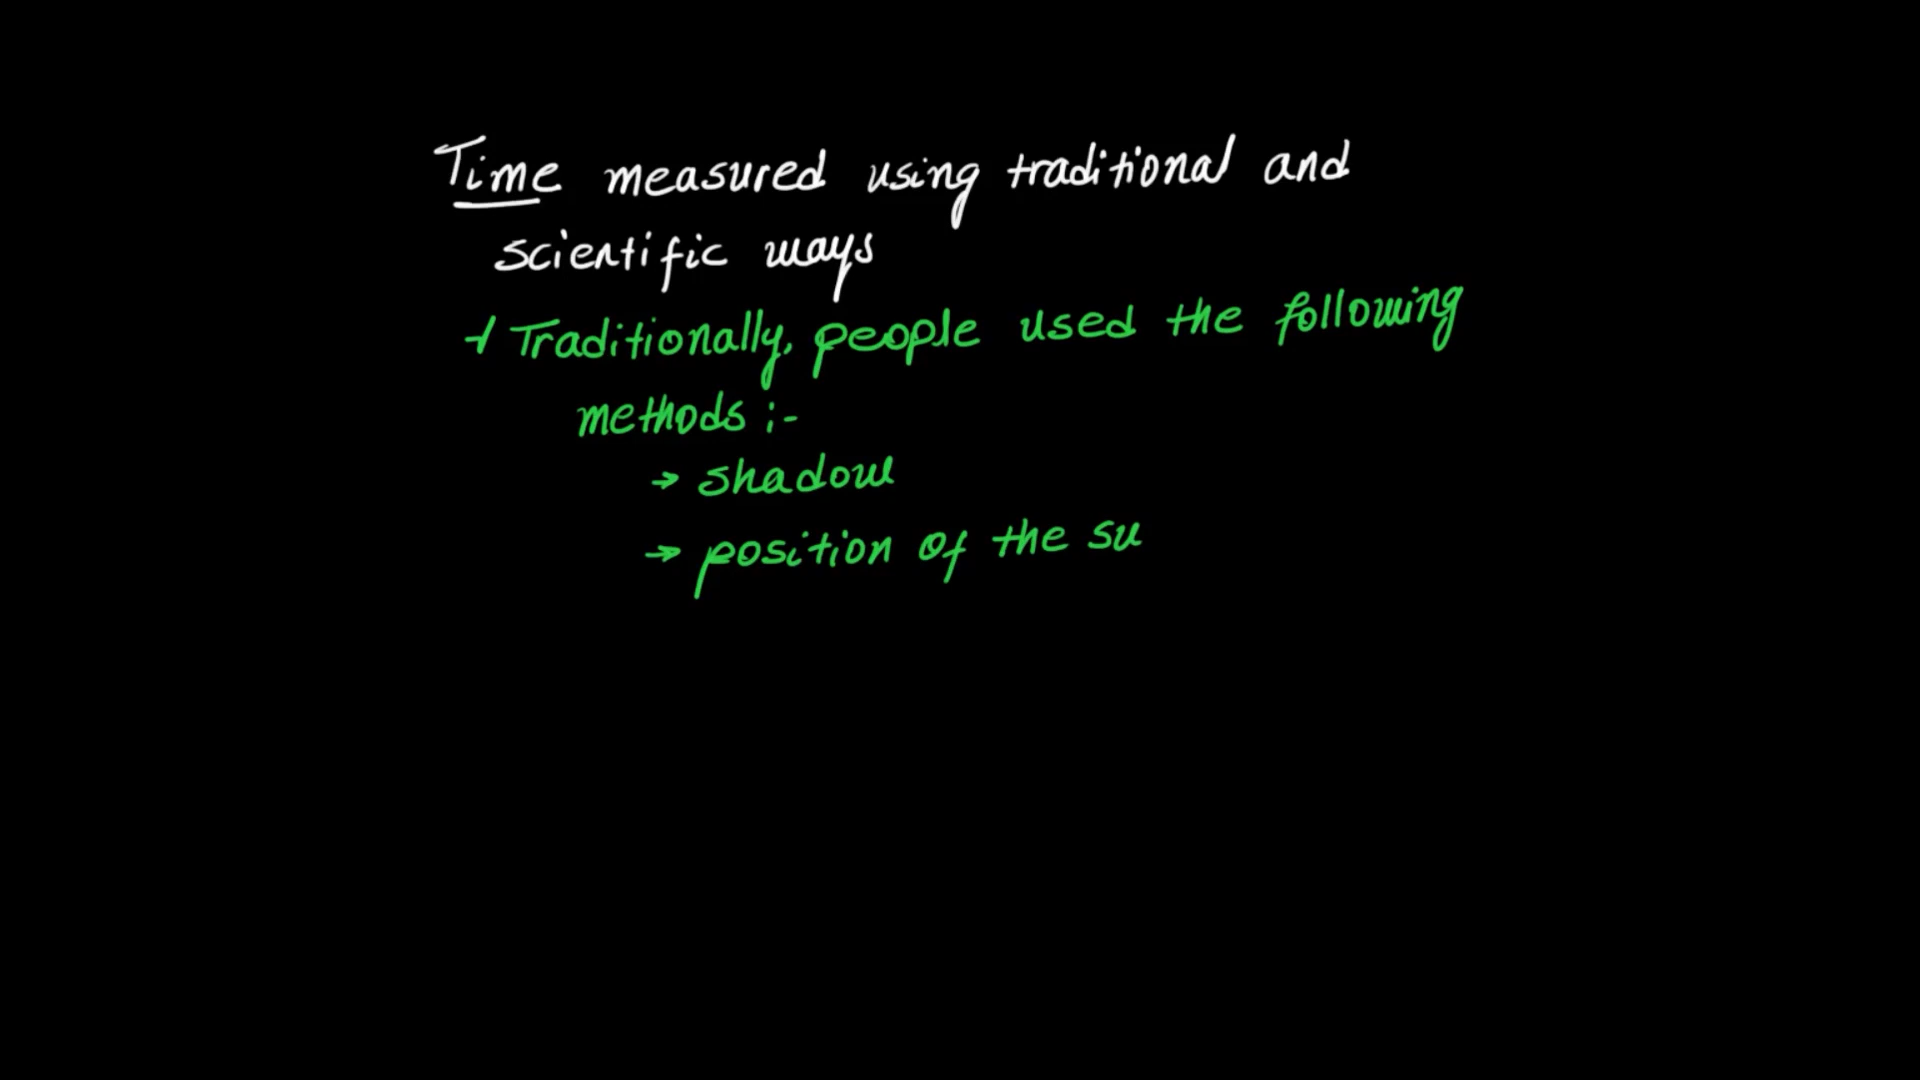 Time measured using traditional and
scientific ways
Traditionally, people used the following
methods :-
→ shadow
→ position of the su